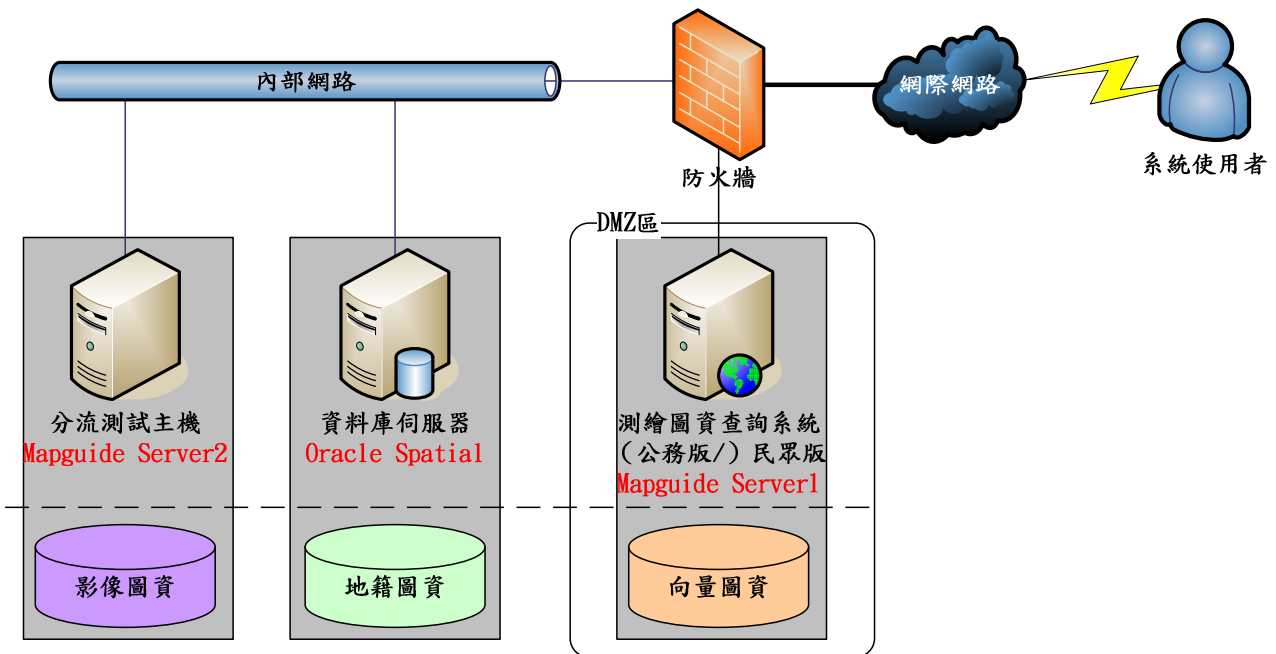 內部網路
網際網路
系統使用者
防火牆
DMZ區
分流測試主機
Mapguide Server2
資料庫伺服器
Oracle Spatial
測繪圖資查詢系統
（公務版/）民眾版
Mapguide Server1
影像圖資
地籍圖資
向量圖資